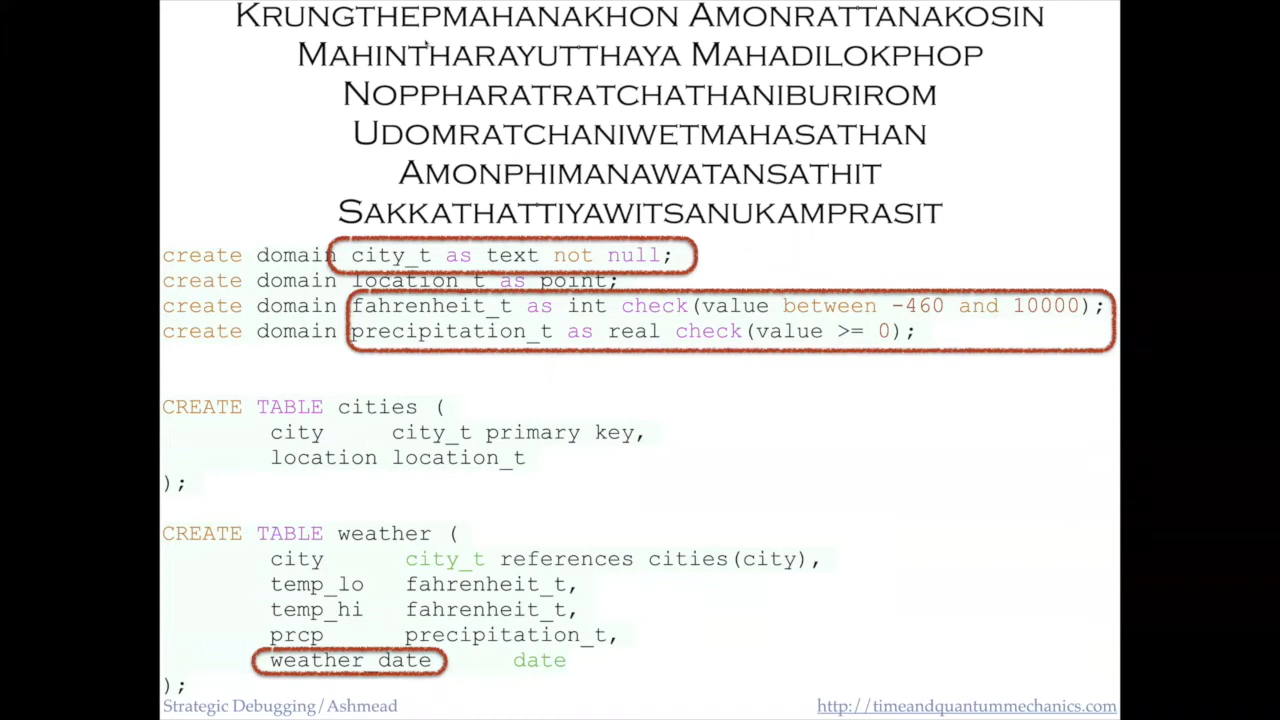 Krungthepmahanakhon Amonrattanakosin
Mahintharayutthaya Mahadilokphop
Noppharatratchathaniburirom
Udomratchaniwetmahasathan
Amonphimanawatansathit
Sakkathattiyawitsanukamprasit
create domain city_t as text not null;
create domain location_t as point;
create domain fahrenheit_t as int check(value between -460 and 10000);
create domain precipitation_t as real check(value >= 0);
CREATE TABLE cities (
city city_t primary key,
location location_t
);
CREATE TABLE weather (
city city_t references cities(city),
temp_lo fahrenheit_t,
temp_hi fahrenheit_t,
prcp precipitation_t,
weather_date date
);
Strategic Debugging/Ashmead http://timeandquantummechanics.com